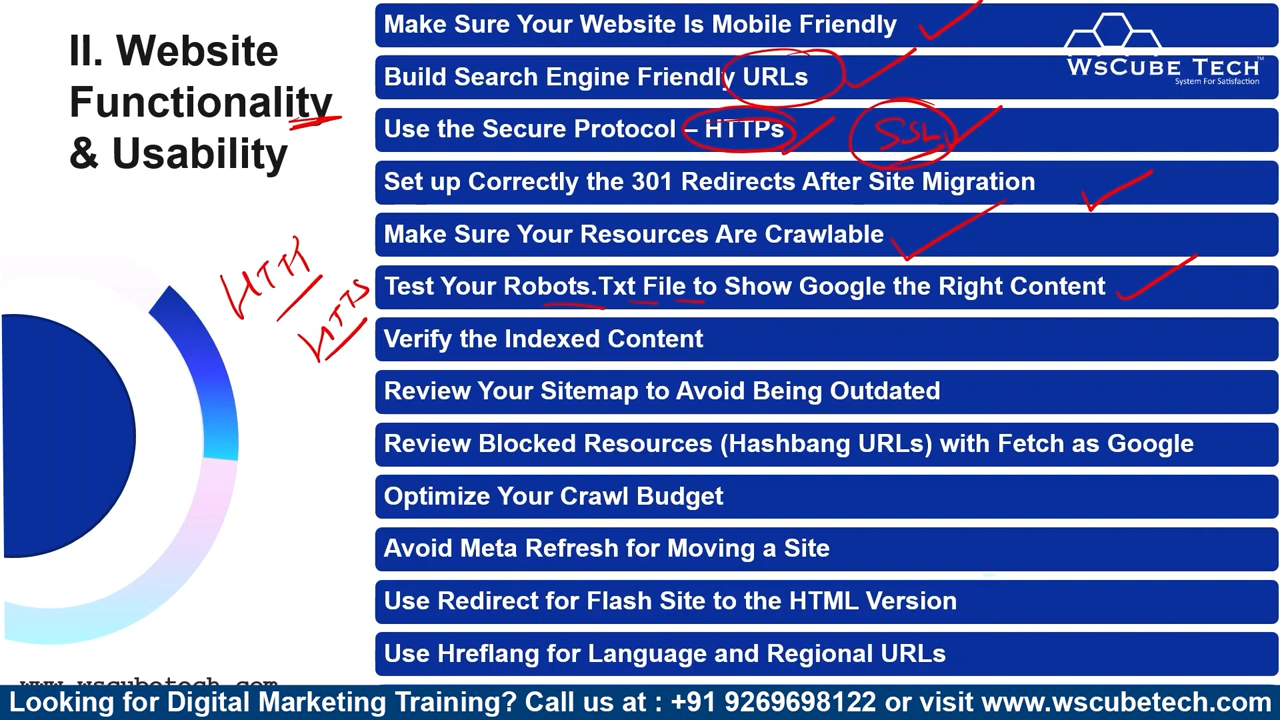 II. Website
Functionality
& Usability
Make Sure Your Website Is Mobile Friendly
WsCube Tech
System For Satisfaction
Build Search Engine Friendly URLs
Use the Secure Protocol – HTTPs
SSL
Set up Correctly the 301 Redirects After Site Migration
Make Sure Your Resources Are Crawlable
HTTP
Test Your Robots.Txt File to Show Google the Right Content
HTTPS
Verify the Indexed Content
Review Your Sitemap to Avoid Being Outdated
Review Blocked Resources (Hashbang URLs) with Fetch as Google
Optimize Your Crawl Budget
Avoid Meta Refresh for Moving a Site
Use Redirect for Flash Site to the HTML Version
Use Hreflang for Language and Regional URLs
www.wscubetech.com
Looking for Digital Marketing Training? Call us at : +91 9269698122 or visit www.wscubetech.com